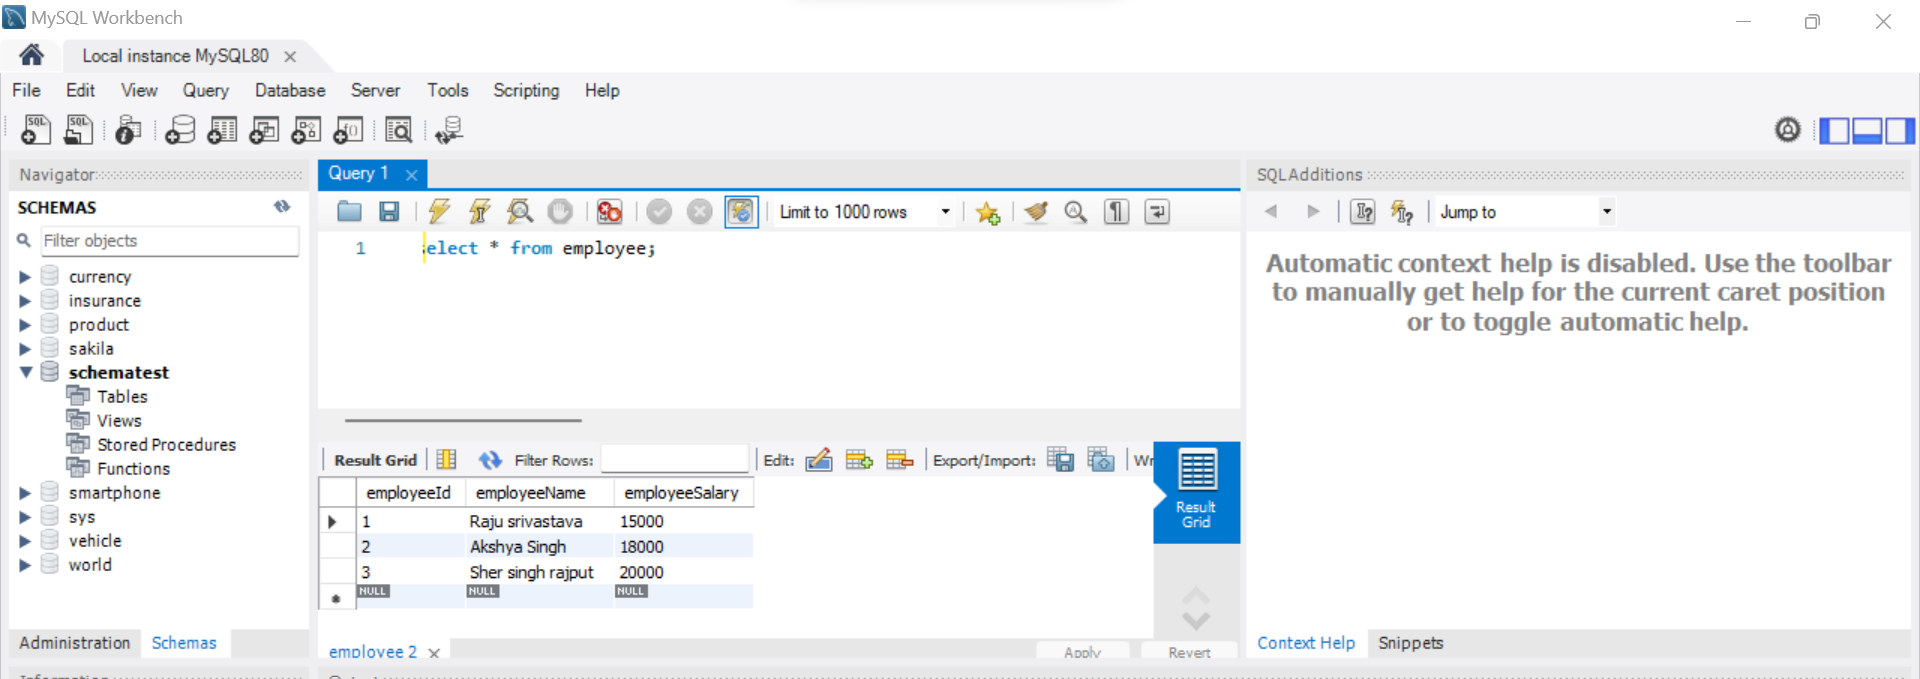 MySQL Workbench
Local instance MySQL80
File Edit View Query Database Server Tools Scripting Help
Navigator
SCHEMAS
Filter objects
currency
insurance
product
sakila
schematest
Tables
Views
Stored Procedures
Functions
smartphone
sys
vehicle
world
Administration Schemas
Query 1
Limit to 1000 rows
1 elect * from employee;
Result Grid Filter Rows: Edit: Export/Import: Wr
employeeId employeeName employeeSalary
1 Raju srivastava 15000
2 Akshya Singh 18000
3 Sher singh rajput 20000
NULL NULL NULL
Result
Grid
employee 2
Apply Revert
SQLAdditions
Jump to
Automatic context help is disabled. Use the toolbar
to manually get help for the current caret position
or to toggle automatic help.
Context Help Snippets